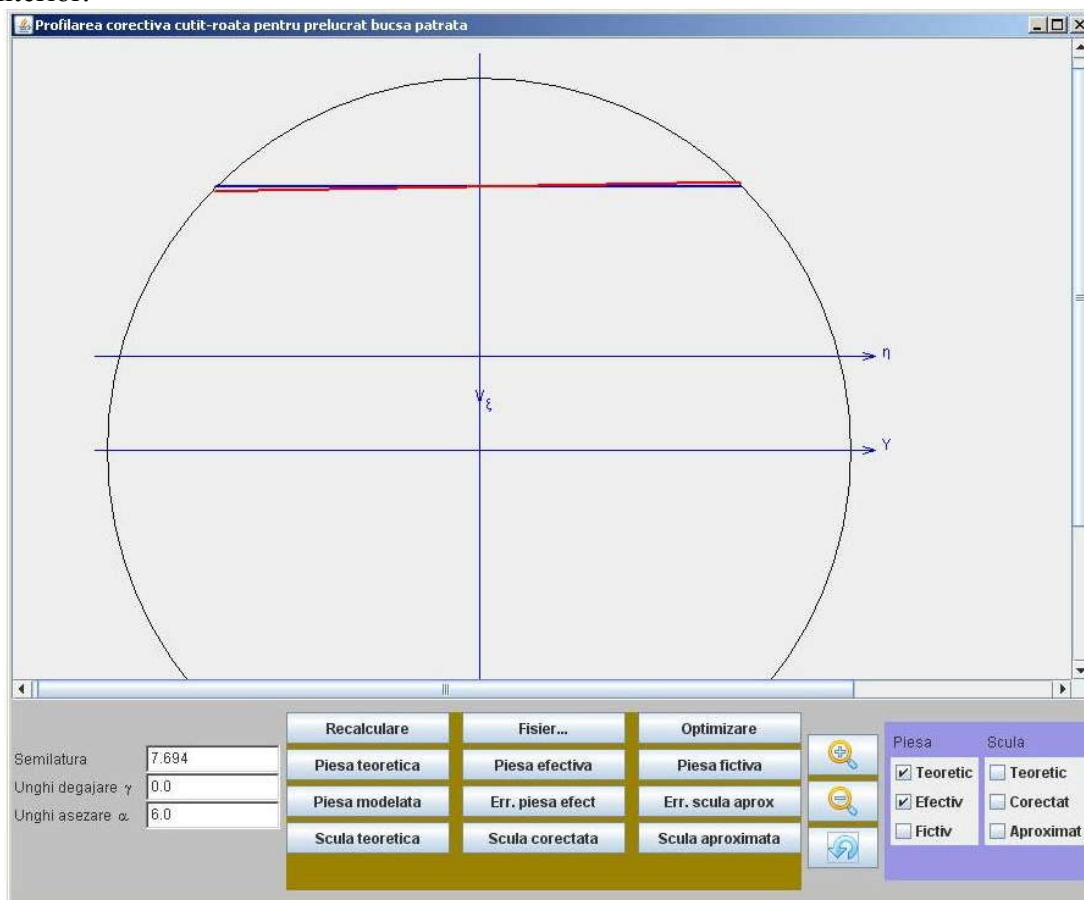 Profilarea corectiva cutit-roata pentru prelucrat bucsa patrata
η
ξ
Y
Semilatura 7.694
Unghi degajare γ 0.0
Unghi asezare α 6.0
Recalculare Fisier... Optimizare
Piesa teoretica Piesa efectiva Piesa fictiva
Piesa modelata Err. piesa efect Err. scula aprox
Scula teoretica Scula corectata Scula aproximata
Piesa Scula
Teoretic Teoretic
Efectiv Corectat
Fictiv Aproximat